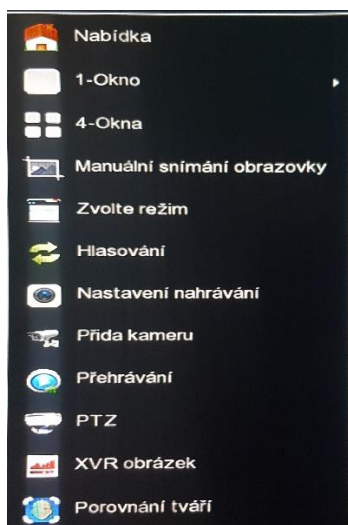 Nabídka
1-Okno
4-Okna
Manuální snímání obrazovky
Zvolte režim
Hlasování
Nastavení nahrávání
Přida kameru
Přehrávání
PTZ
XVR obrázek
Porovnání tváří